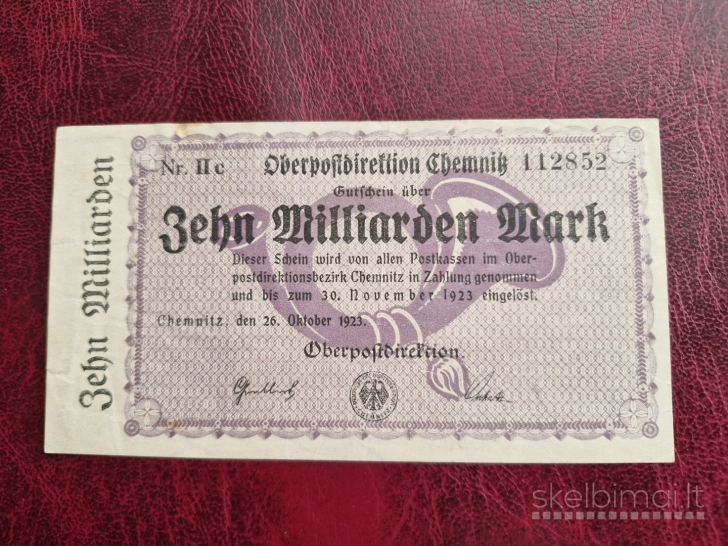 Zehn Milliarden
Nr. IIc Oberpostdirektion Chemnitz 112852
Gutschein über
Zehn Milliarden Mark
Dieser Schein wird von allen Postkassen im Ober-
postdirektionsbezirk Chemnitz in Zahlung genommen
und bis zum 30. November 1923 eingelöst.
Chemnitz, den 26. Oktober 1923.
Oberpostdirektion.
CHEMNITZ
skelbimai.lt